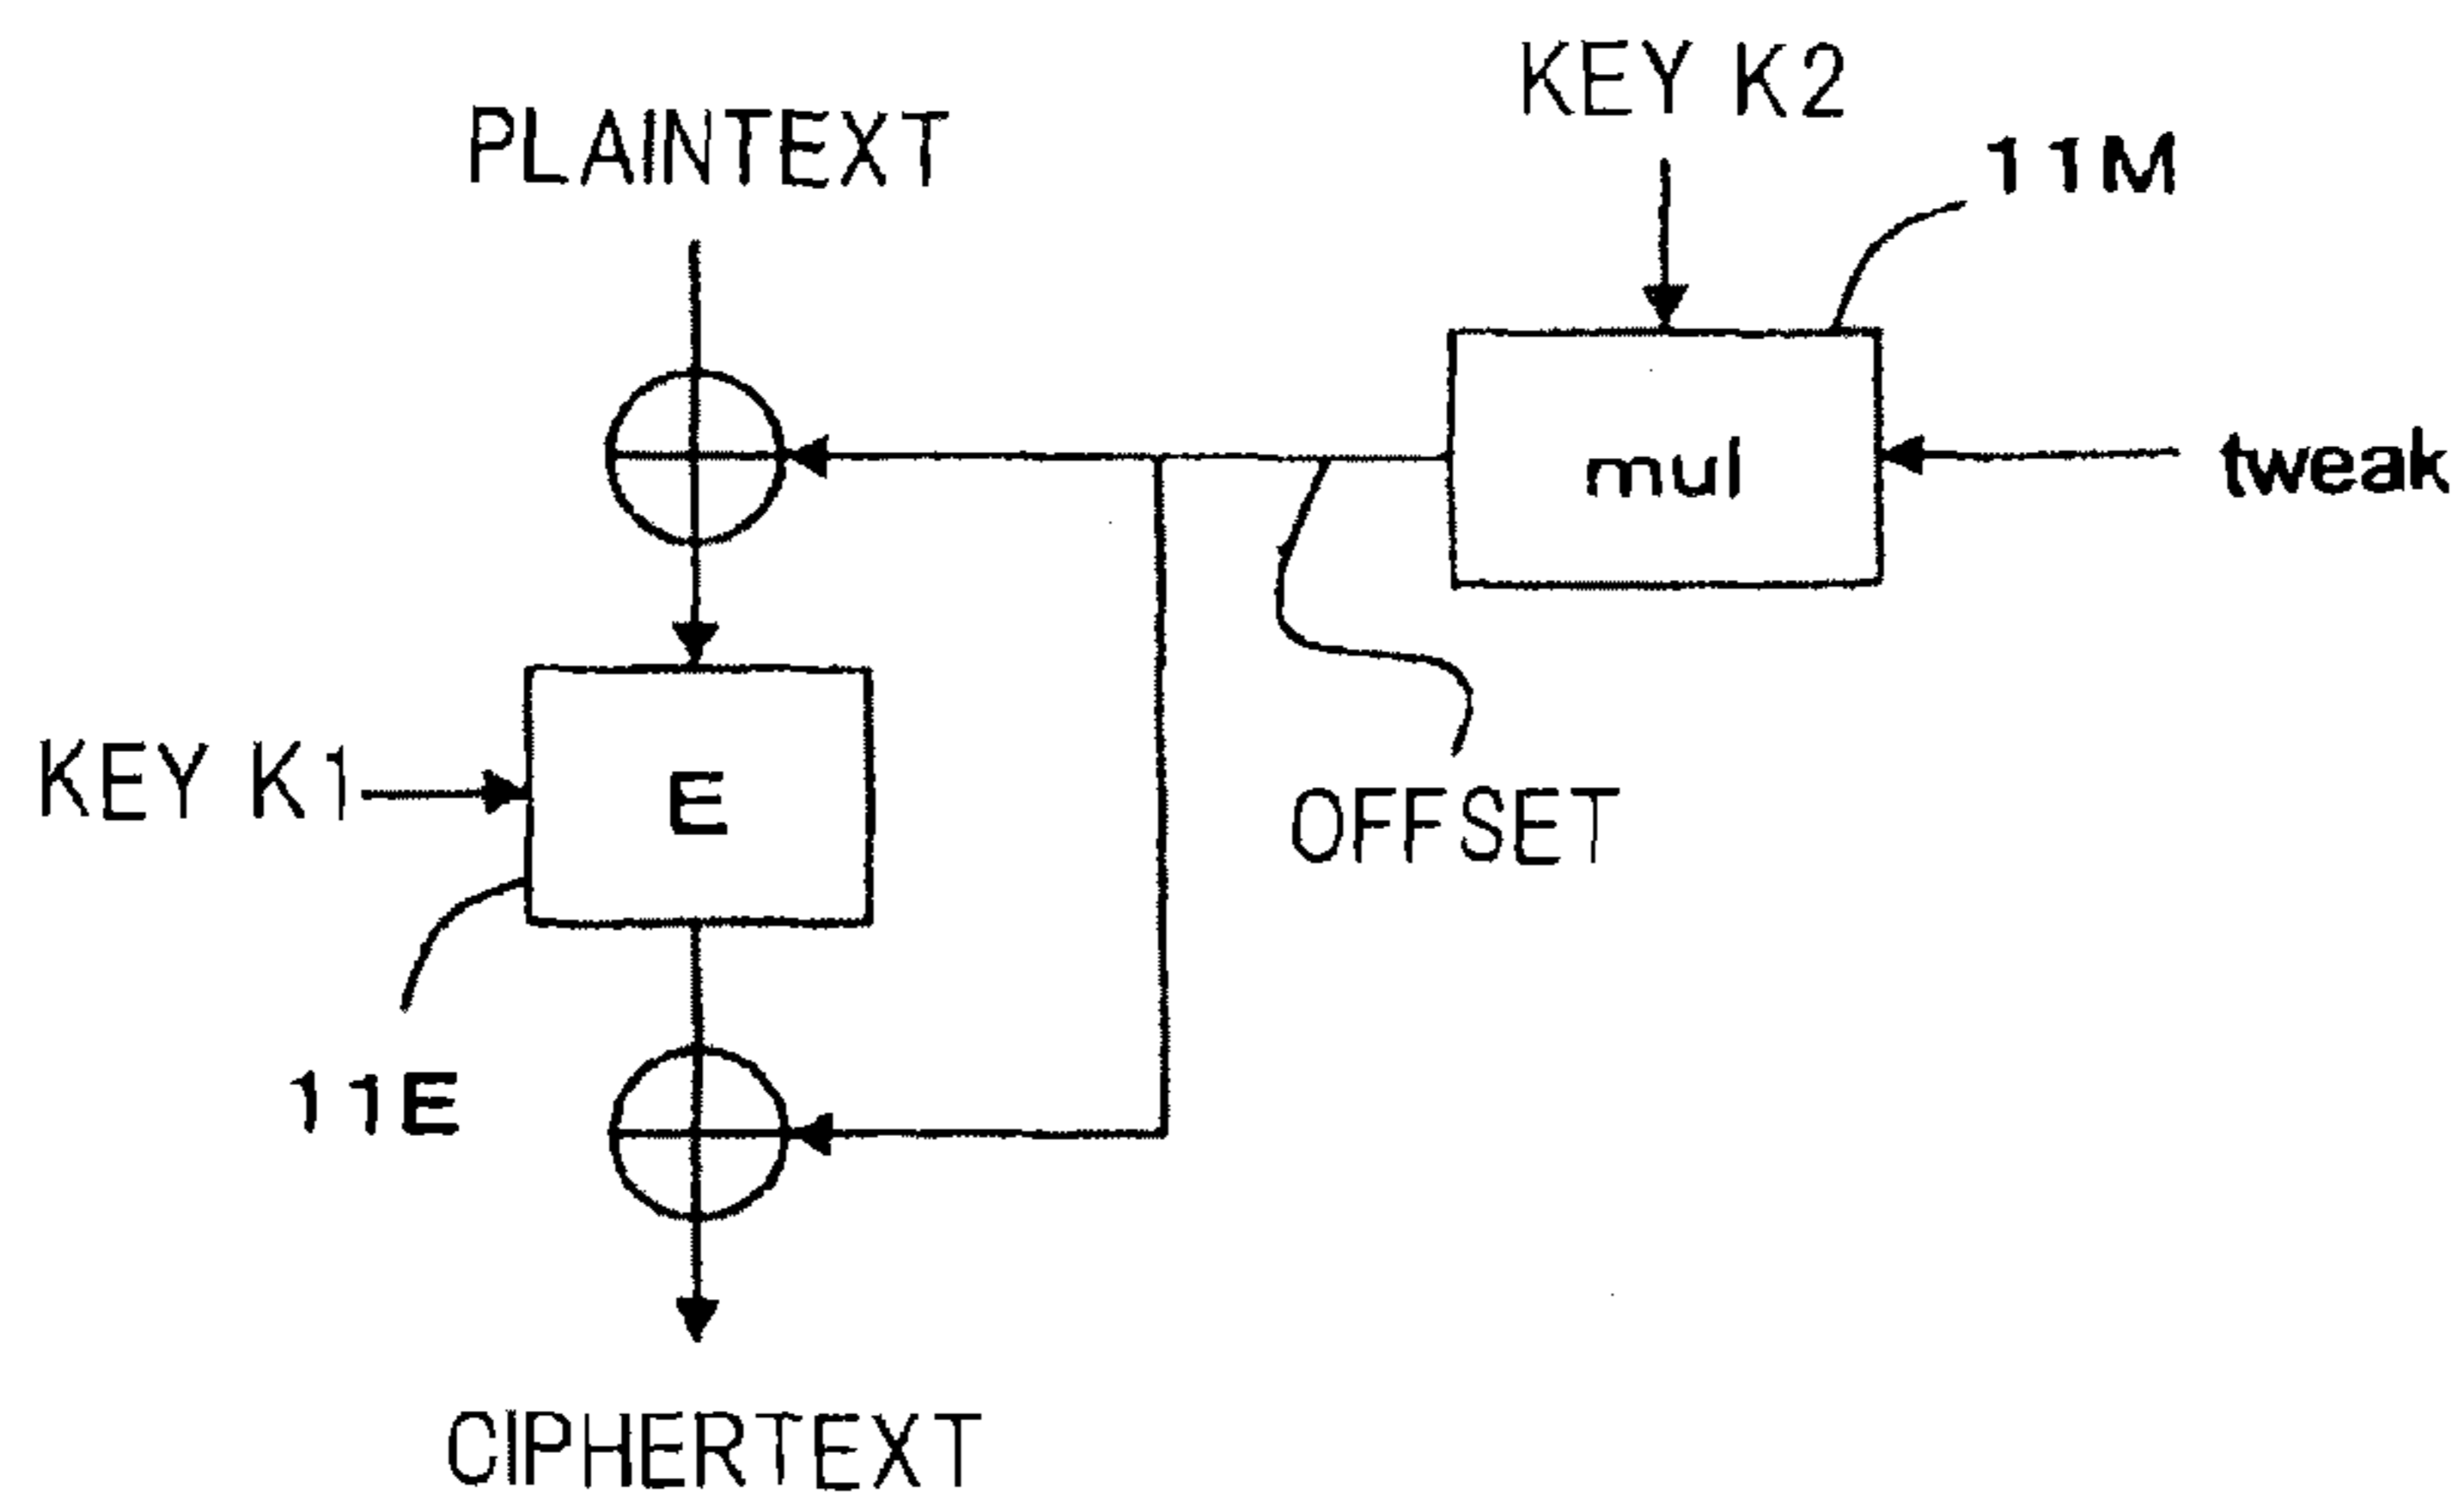 KEY K2
PLAINTEXT
11M
mul
tweak
KEY K1
E
OFFSET
11E
CIPHERTEXT